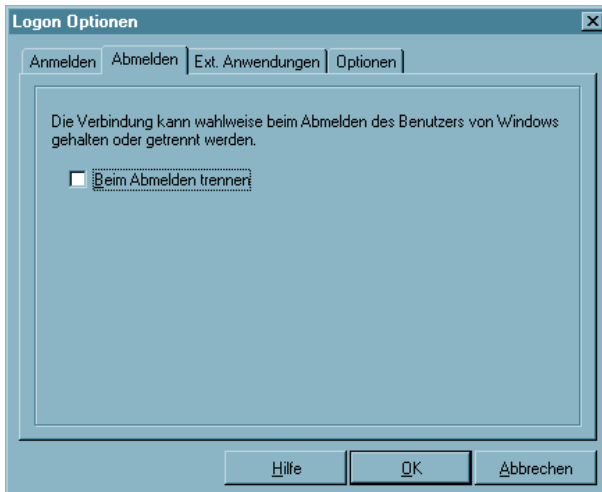 Logon Optionen
Anmelden Abmelden Ext. Anwendungen Optionen
Die Verbindung kann wahlweise beim Abmelden des Benutzers von Windows
gehalten oder getrennt werden.
Beim Abmelden trennen
Hilfe OK Abbrechen